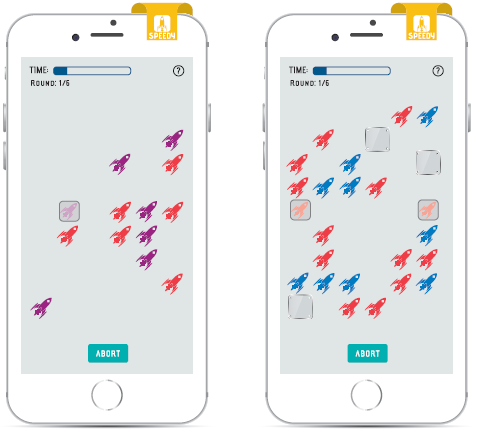 SPEEDY
TIME:
?
ROUND: 1/6
ABORT
SPEEDY
TIME:
?
ROUND: 1/6
ABORT